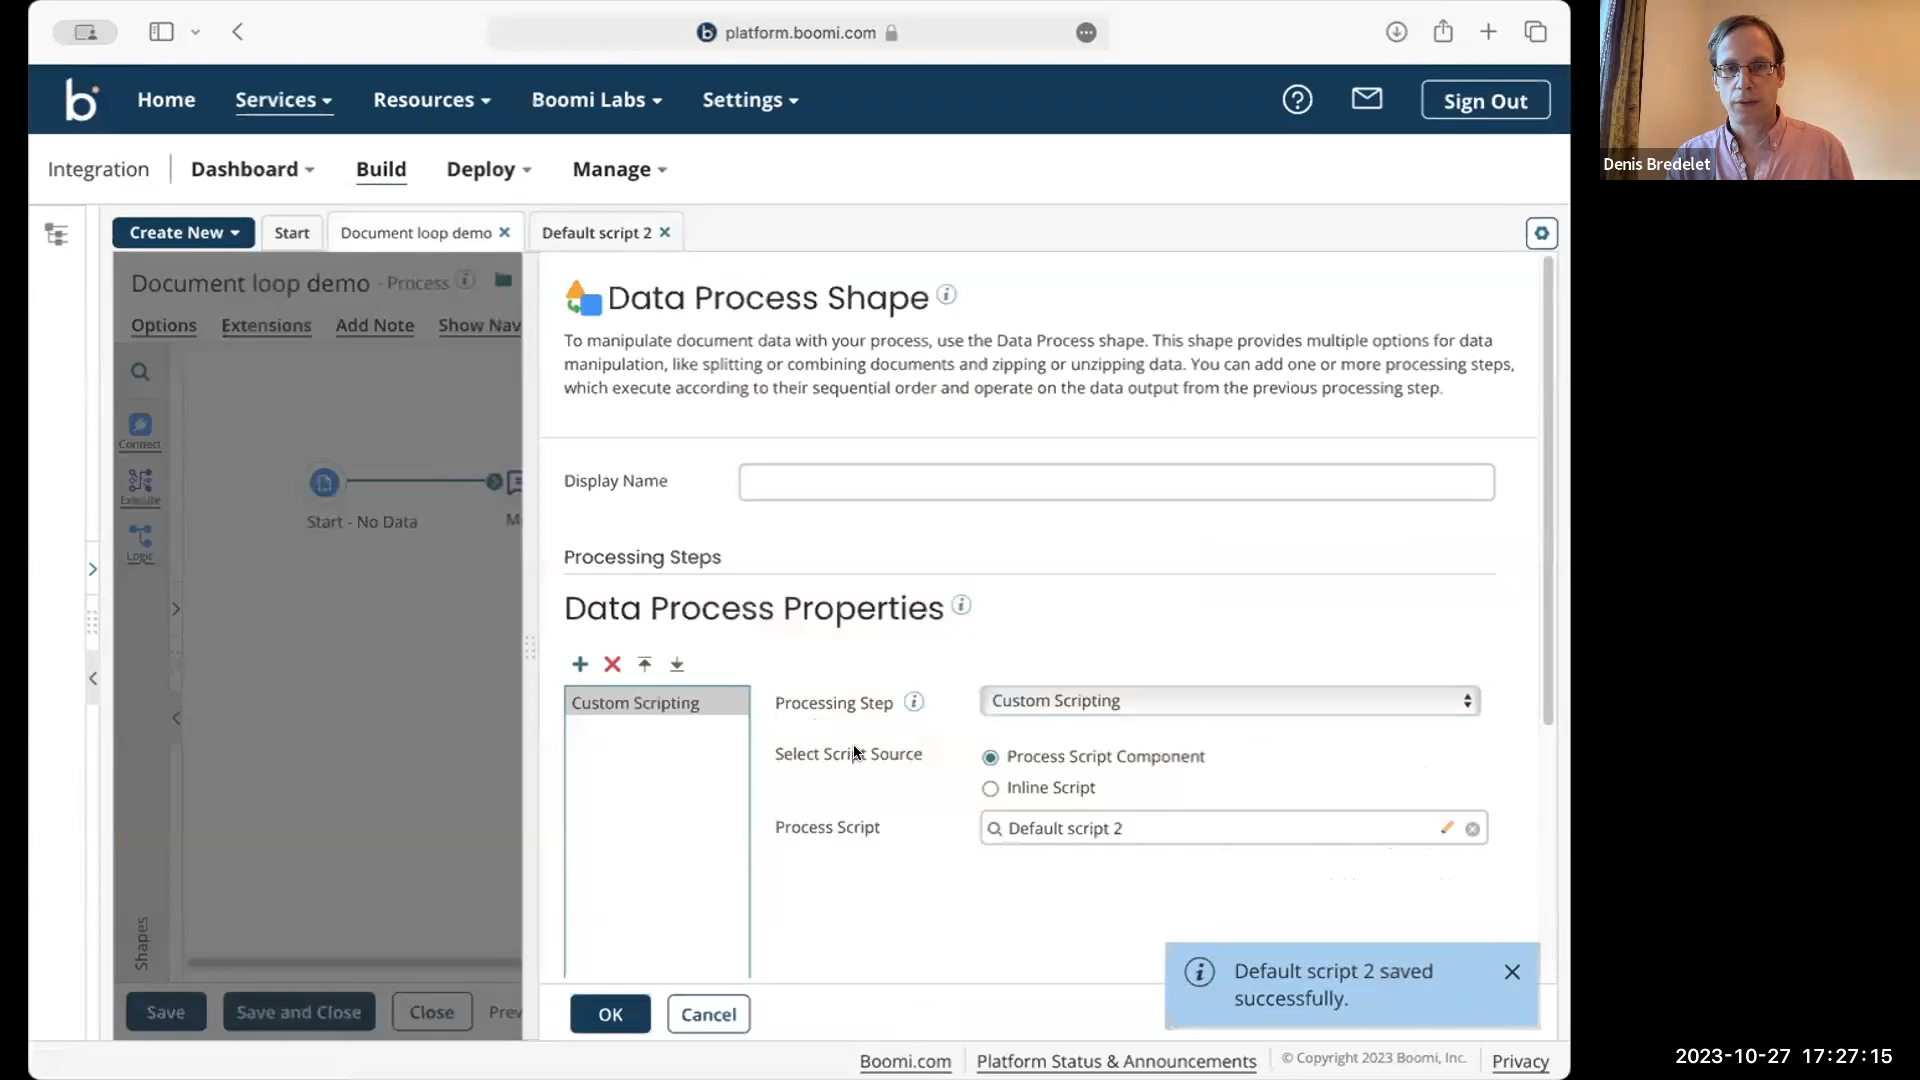 platform.boomi.com
b Home Services Resources Boomi Labs Settings Sign Out
Integration Dashboard Build Deploy Manage
Denis Bredelet
Create New Start Document loop demo Default script 2
Document loop demo - Process
Options Extensions Add Note Show Nav
Connect
Execute
Logic
Start - No Data
M
Shapes
Save Save and Close Close Prev
Data Process Shape
To manipulate document data with your process, use the Data Process shape. This shape provides multiple options for data
manipulation, like splitting or combining documents and zipping or unzipping data. You can add one or more processing steps,
which execute according to their sequential order and operate on the data output from the previous processing step.
Display Name
Processing Steps
Data Process Properties
Custom Scripting
Processing Step Custom Scripting
Select Script Source Process Script Component
Inline Script
Process Script Default script 2
OK Cancel
Default script 2 saved
successfully.
Boomi.com Platform Status & Announcements © Copyright 2023 Boomi, Inc. Privacy
2023-10-27 17:27:15